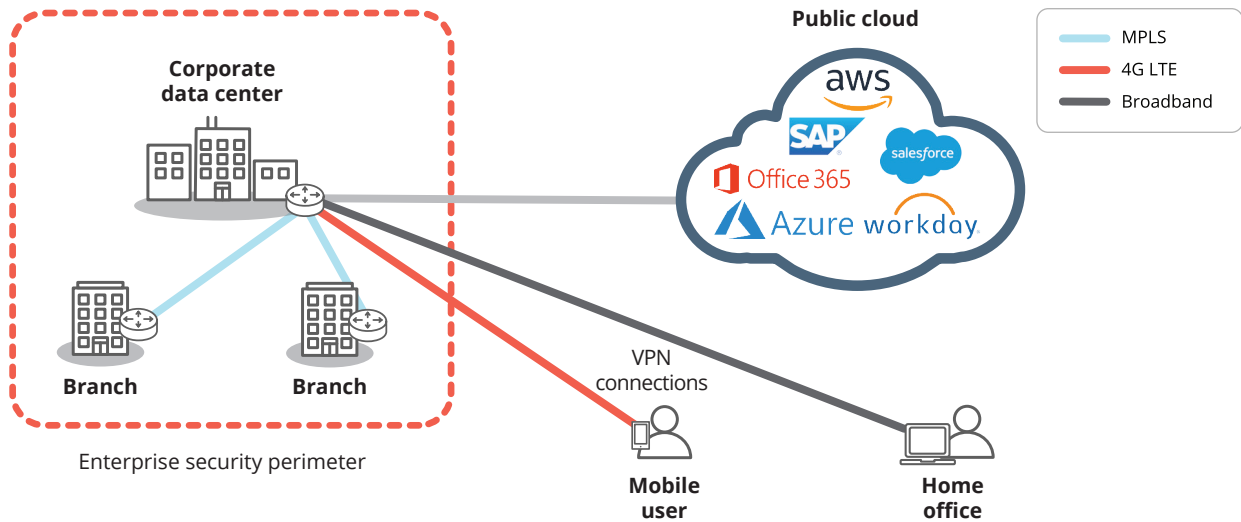 Public cloud
MPLS
4G LTE
Broadband
Corporate
data center
aws
SAP
salesforce
Office 365
Azure
workday
VPN
connections
Branch
Branch
Enterprise security perimeter
Mobile
user
Home
office